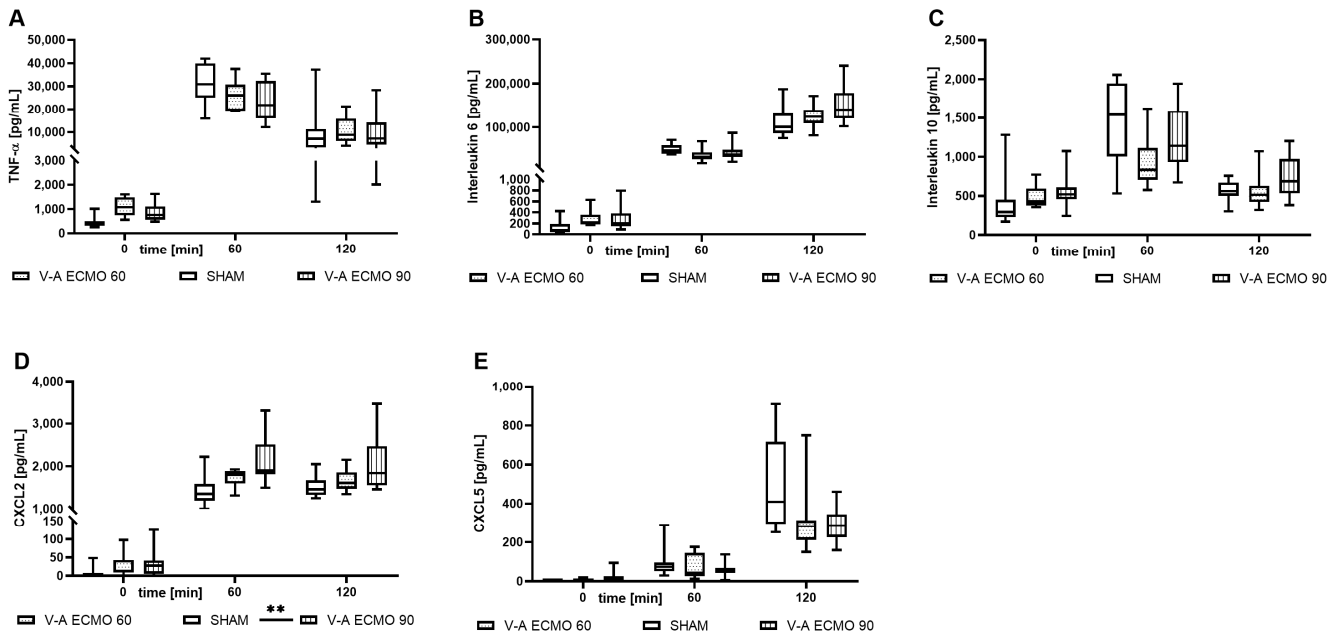 A
TNF-α [pg/mL]
50,000
40,000
30,000
20,000
10,000
3,000
2,000
1,000
0
0 time [min] 60 120
V-A ECMO 60 SHAM V-A ECMO 90
B
Interleukin 6 [pg/mL]
300,000
200,000
100,000
1,000
800
600
400
200
0
0 time [min] 60 120
V-A ECMO 60 SHAM V-A ECMO 90
C
Interleukin 10 [pg/mL]
2,500
2,000
1,500
1,000
500
0
0 time [min] 60 120
V-A ECMO 60 SHAM V-A ECMO 90
D
CXCL2 [pg/mL]
4,000
3,000
2,000
1,000
150
100
50
0
0 time [min] 60 120
V-A ECMO 60 SHAM ** V-A ECMO 90
E
CXCL5 [pg/mL]
1,000
800
600
400
200
0
0 time [min] 60 120
V-A ECMO 60 SHAM V-A ECMO 90